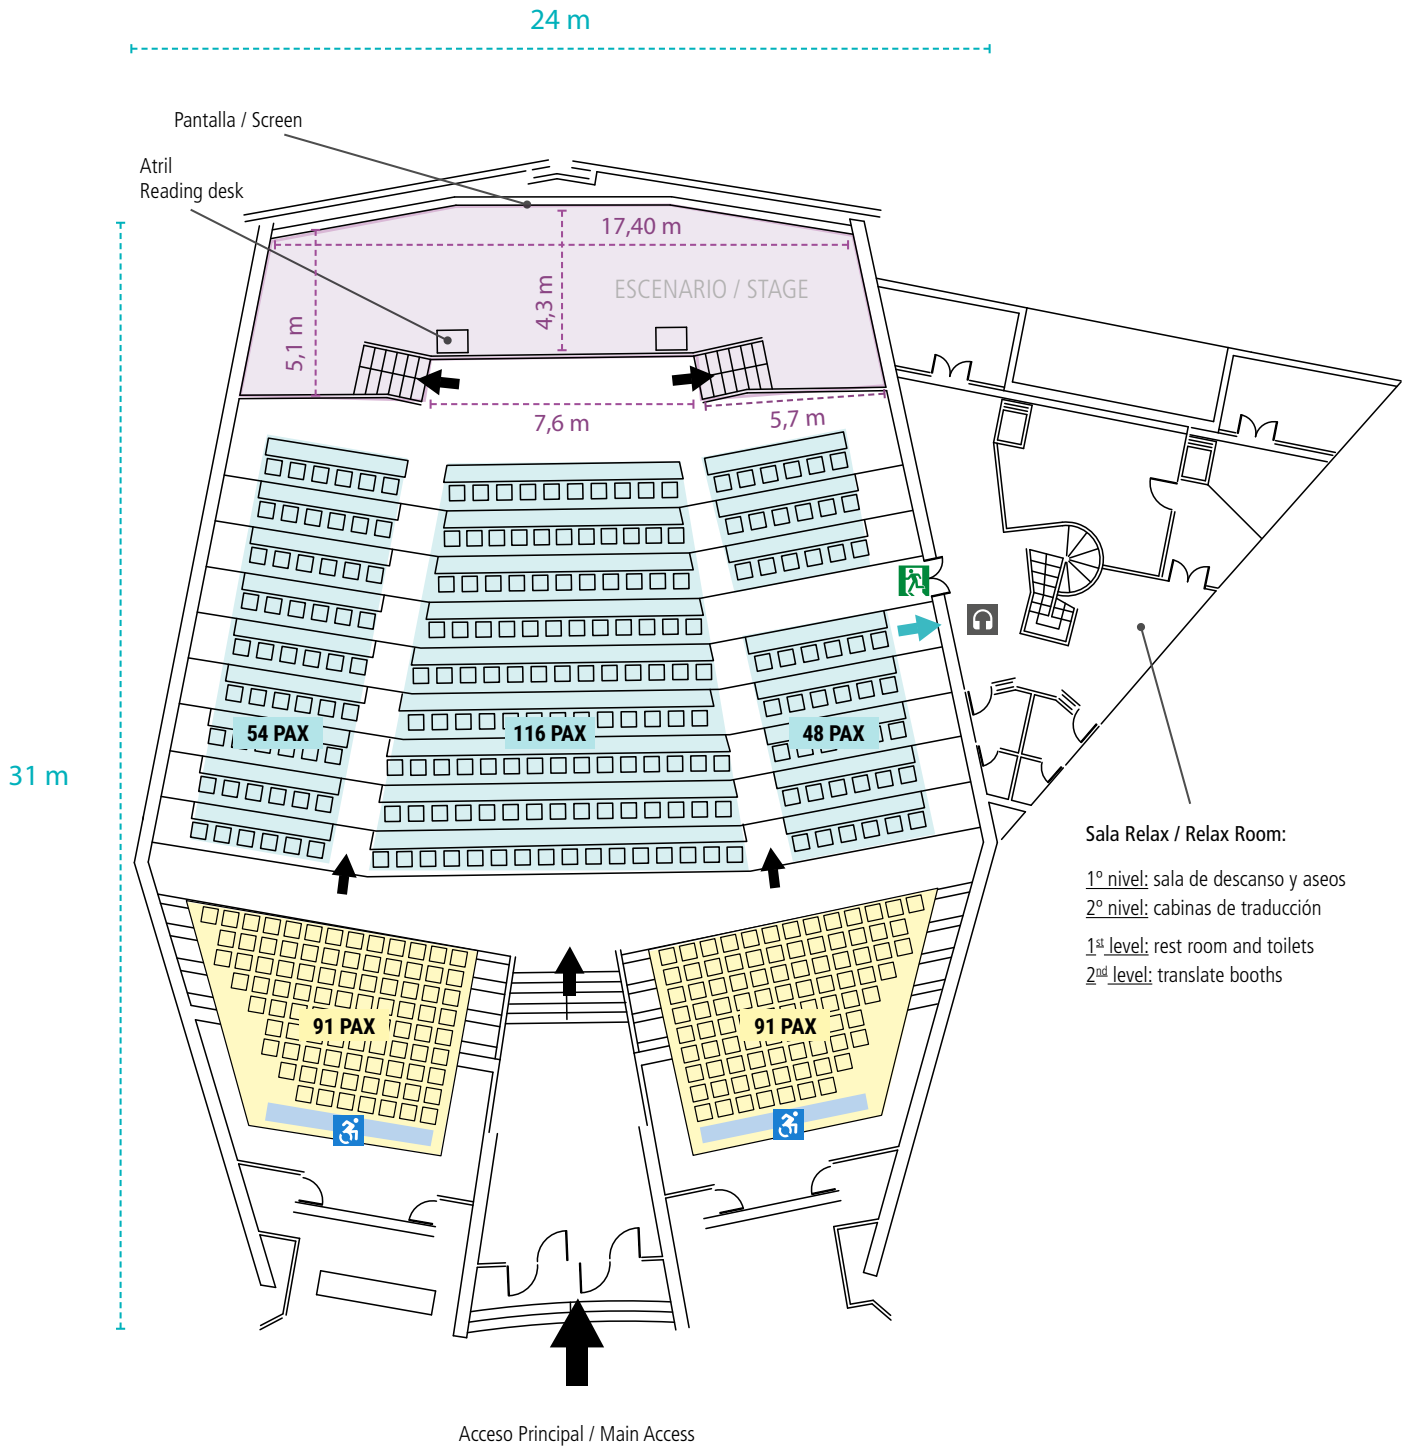 24 m
Pantalla / Screen
Atril
Reading desk
17,40 m
ESCENARIO / STAGE
4,3 m
5,1 m
7,6 m
5,7 m
54 PAX
116 PAX
48 PAX
31 m
Sala Relax / Relax Room:
1º nivel: sala de descanso y aseos
2º nivel: cabinas de traducción
1st level: rest room and toilets
2nd level: translate booths
91 PAX
91 PAX
Acceso Principal / Main Access